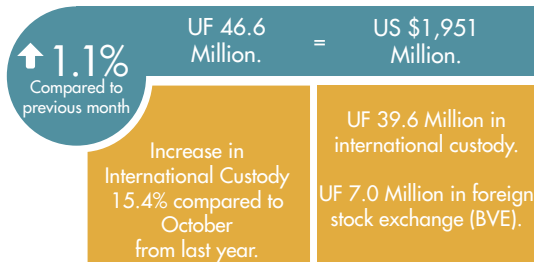 1.1%
Compared to
previous month
UF 46.6
Million.
=
US $1,951
Million.
Increase in
International Custody
15.4% compared to
October
from last year.
UF 39.6 Million in
international custody.
UF 7.0 Million in foreign
stock exchange (BVE).